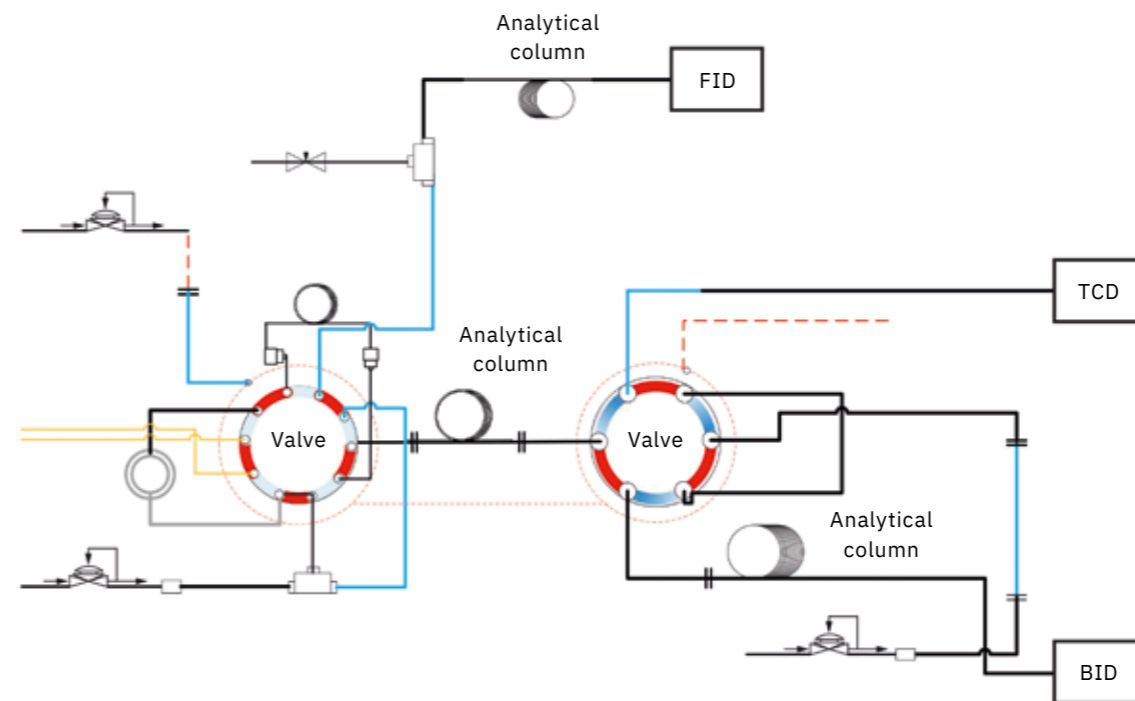 Analytical
column
FID
TCD
Analytical
column
Valve
Valve
Analytical
column
BID